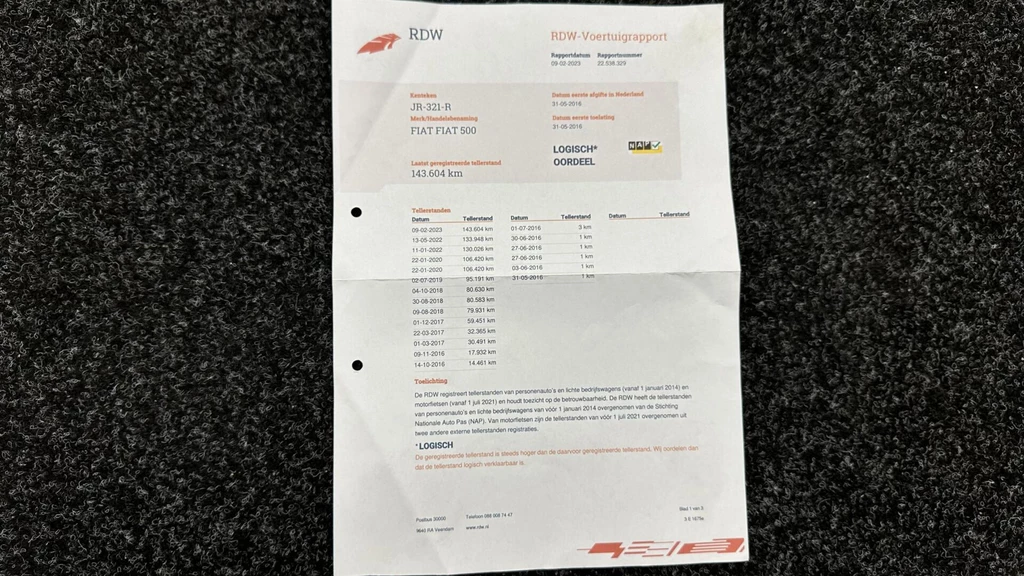 RDW
RDW-Voertuigrapport
Rapportdatum Rapportnummer
09-02-2023 22.538.329
Kenteken
JR-321-R
Merk/Handelsbenaming
FIAT FIAT 500
Laatst geregistreerde tellerstand
143.604 km
Datum eerste afgifte in Nederland
31-05-2016
Datum eerste toelating
31-05-2016
LOGISCH*
OORDEEL
NAP
Tellerstanden
Datum Tellerstand Datum Tellerstand Datum Tellerstand
09-02-2023 143.604 km 01-07-2016 3 km
13-05-2022 133.948 km 30-06-2016 1 km
11-01-2022 130.026 km 27-06-2016 1 km
22-01-2020 106.420 km 27-06-2016 1 km
22-01-2020 106.420 km 03-06-2016 1 km
02-07-2019 95.191 km 31-05-2016 1 km
04-10-2018 80.630 km
30-08-2018 80.583 km
09-08-2018 79.931 km
01-12-2017 59.451 km
22-03-2017 32.365 km
01-03-2017 30.491 km
09-11-2016 17.932 km
14-10-2016 14.461 km
Toelichting
De RDW registreert tellerstanden van personenauto's en lichte bedrijfswagens (vanaf 1 januari 2014) en
motorfietsen (vanaf 1 juli 2021) en houdt toezicht op de betrouwbaarheid. De RDW heeft de tellerstanden
van personenauto's en lichte bedrijfswagens van vóór 1 januari 2014 overgenomen van de Stichting
Nationale Auto Pas (NAP). Van motorfietsen zijn de tellerstanden van vóór 1 juli 2021 overgenomen uit
twee andere externe tellerstanden registraties.
*LOGISCH
De geregistreerde tellerstand is steeds hoger dan de daarvoor geregistreerde tellerstand. Wij oordelen dan
dat de tellerstand logisch verklaarbaar is.
Postbus 30000 Telefoon 088 008 74 47
9640 RA Veendam www.rdw.nl
Blad 1 van
3 E 1679